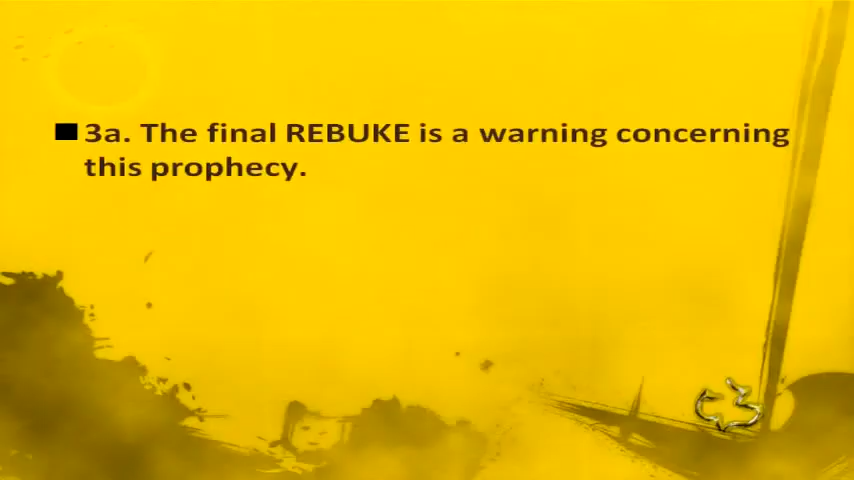 3a. The final REBUKE is a warning concerning
this prophecy.